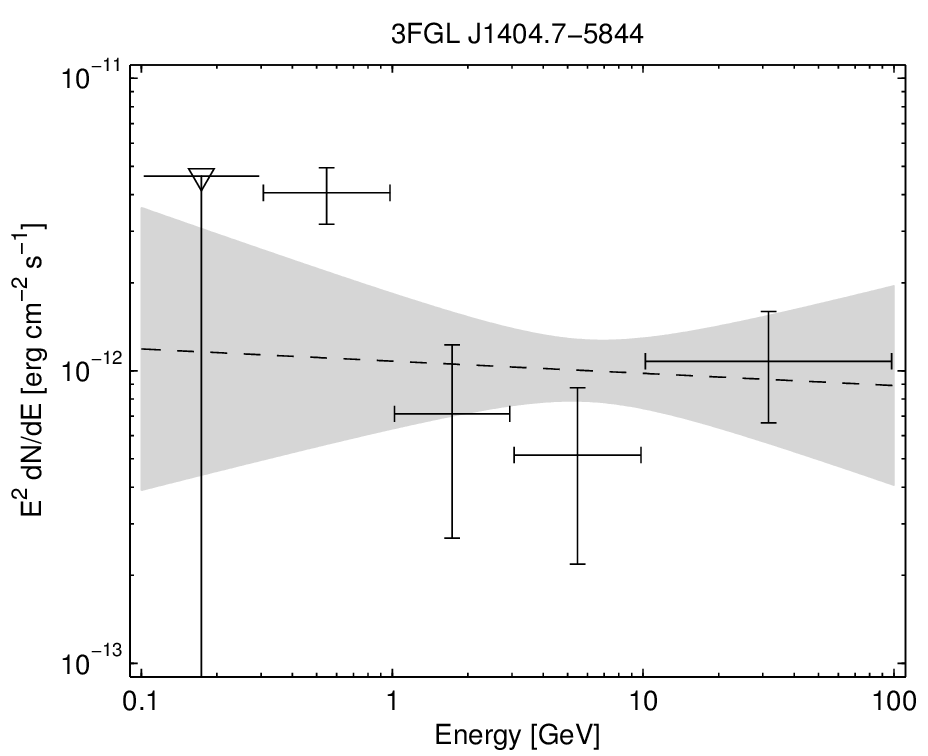 3FGL J1404.7−5844
10⁻¹¹
10⁻¹²
10⁻¹³
E² dN/dE [erg cm⁻² s⁻¹]
0.1 1 10 100
Energy [GeV]